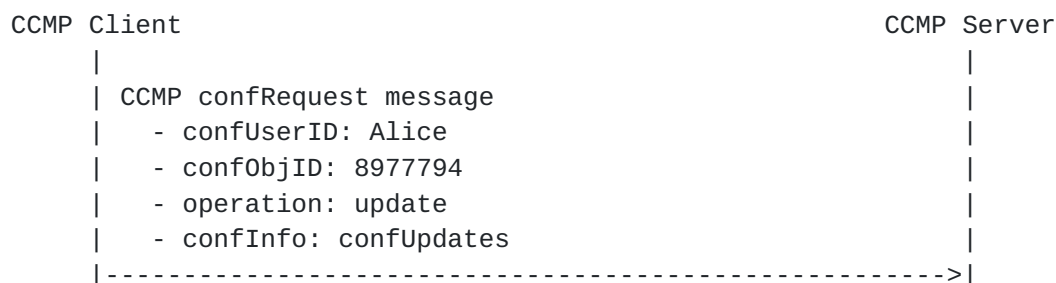 CCMP Client                                             CCMP Server
     |                                                        |
     | CCMP confRequest message                               |
     |   - confUserID: Alice                                  |
     |   - confObjID: 8977794                                 |
     |   - operation: update                                  |
     |   - confInfo: confUpdates                              |
     |------------------------------------------------------>|